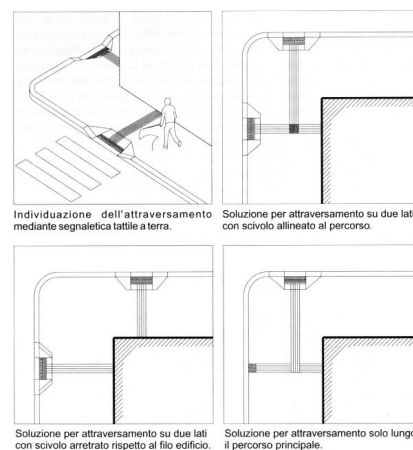 Individuazione dell'attraversamento
mediante segnaletica tattile a terra.
Soluzione per attraversamento su due lati
con scivolo allineato al percorso.
Soluzione per attraversamento su due lati
con scivolo arretrato rispetto al filo edificio.
Soluzione per attraversamento solo lungo
il percorso principale.